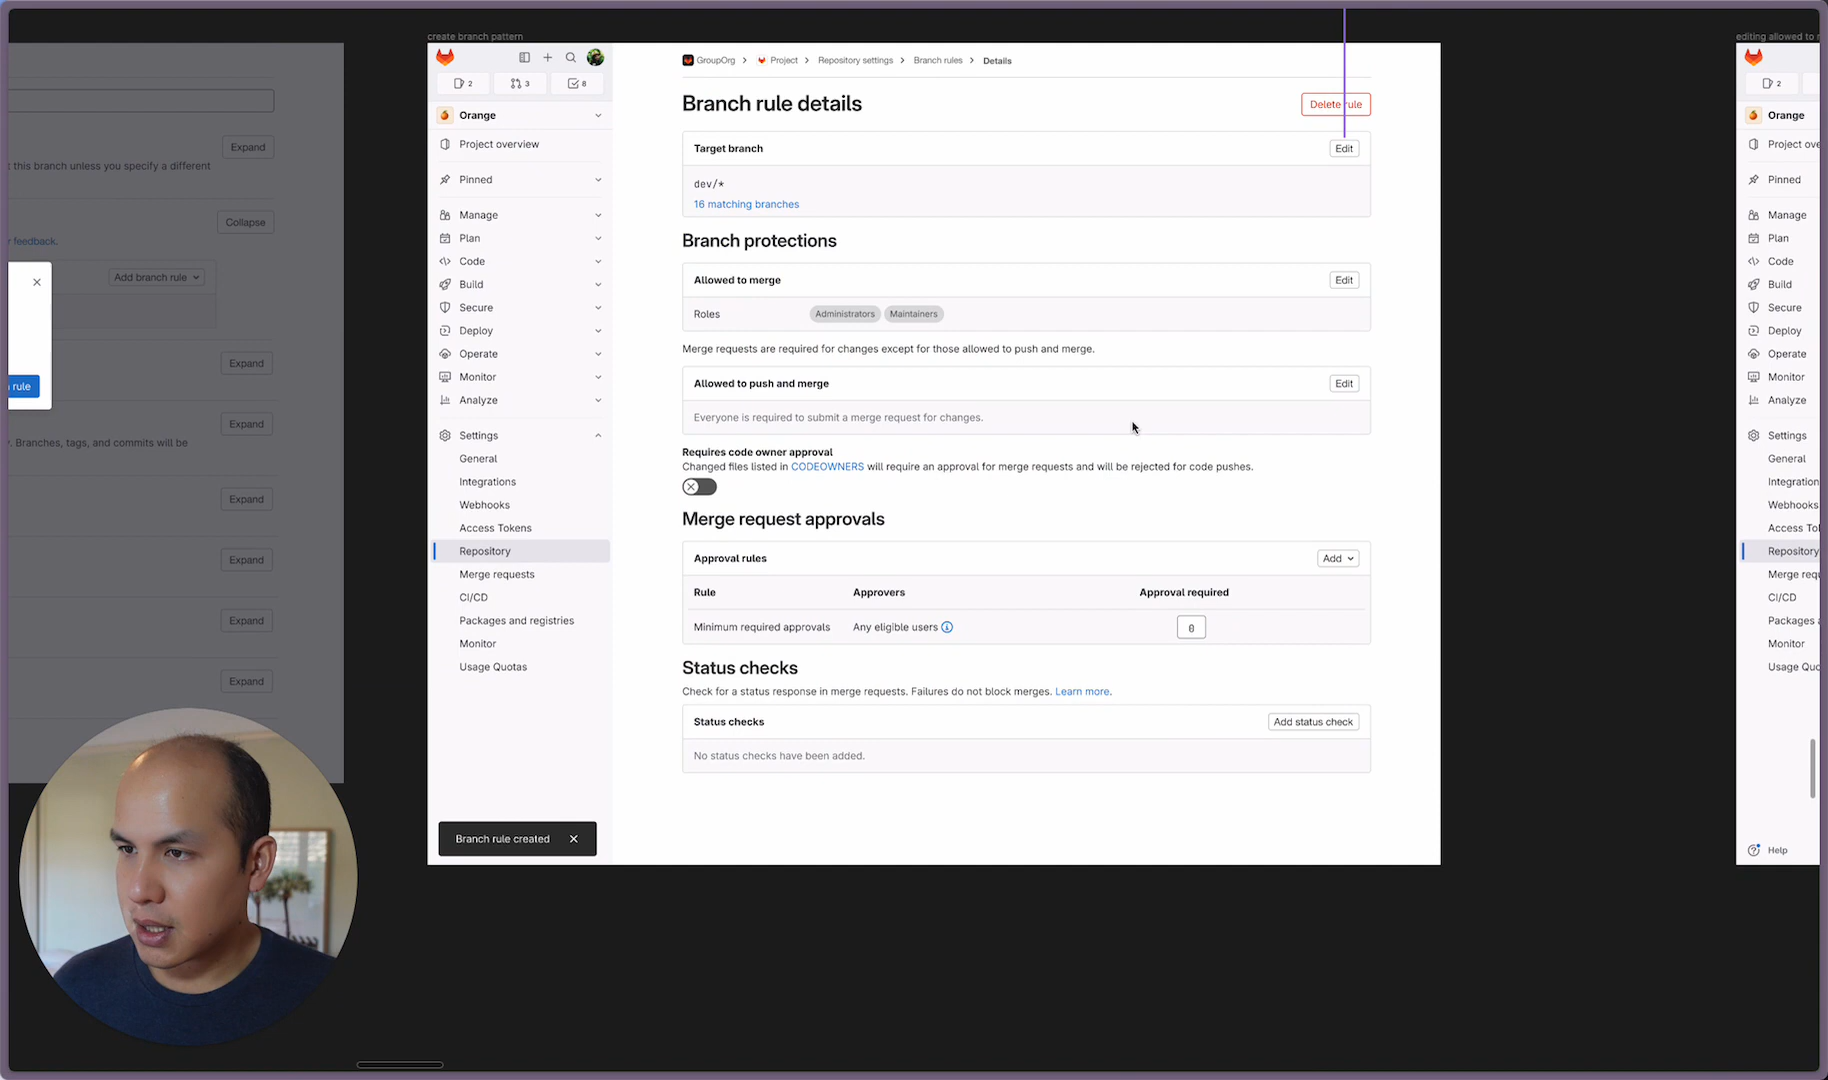 create branch pattern
editing allowed to
2
3
8
Orange
Project overview
Pinned
Manage
Plan
Code
Build
Secure
Deploy
Operate
Monitor
Analyze
Settings
General
Integrations
Webhooks
Access Tokens
Repository
Merge requests
CI/CD
Packages and registries
Monitor
Usage Quotas
Branch rule created
GroupOrg > Project > Repository settings > Branch rules > Details
Branch rule details
Delete rule
Target branch
Edit
dev/*
16 matching branches
Branch protections
Allowed to merge
Edit
Roles
Administrators
Maintainers
Merge requests are required for changes except for those allowed to push and merge.
Allowed to push and merge
Edit
Everyone is required to submit a merge request for changes.
Requires code owner approval
Changed files listed in CODEOWNERS will require an approval for merge requests and will be rejected for code pushes.
Merge request approvals
Approval rules
Add
Rule
Approvers
Approval required
Minimum required approvals
Any eligible users
0
Status checks
Check for a status response in merge requests. Failures do not block merges. Learn more.
Status checks
Add status check
No status checks have been added.
Expand
this branch unless you specify a different
Collapse
feedback.
Add branch rule
rule
Expand
Expand
Branches, tags, and commits will be
Expand
Expand
Expand
Expand
2
Orange
Project ove
Pinned
Manage
Plan
Code
Build
Secure
Deploy
Operate
Monitor
Analyze
Settings
General
Integration
Webhooks
Access To
Repository
Merge req
CI/CD
Packages
Monitor
Usage Quo
Help